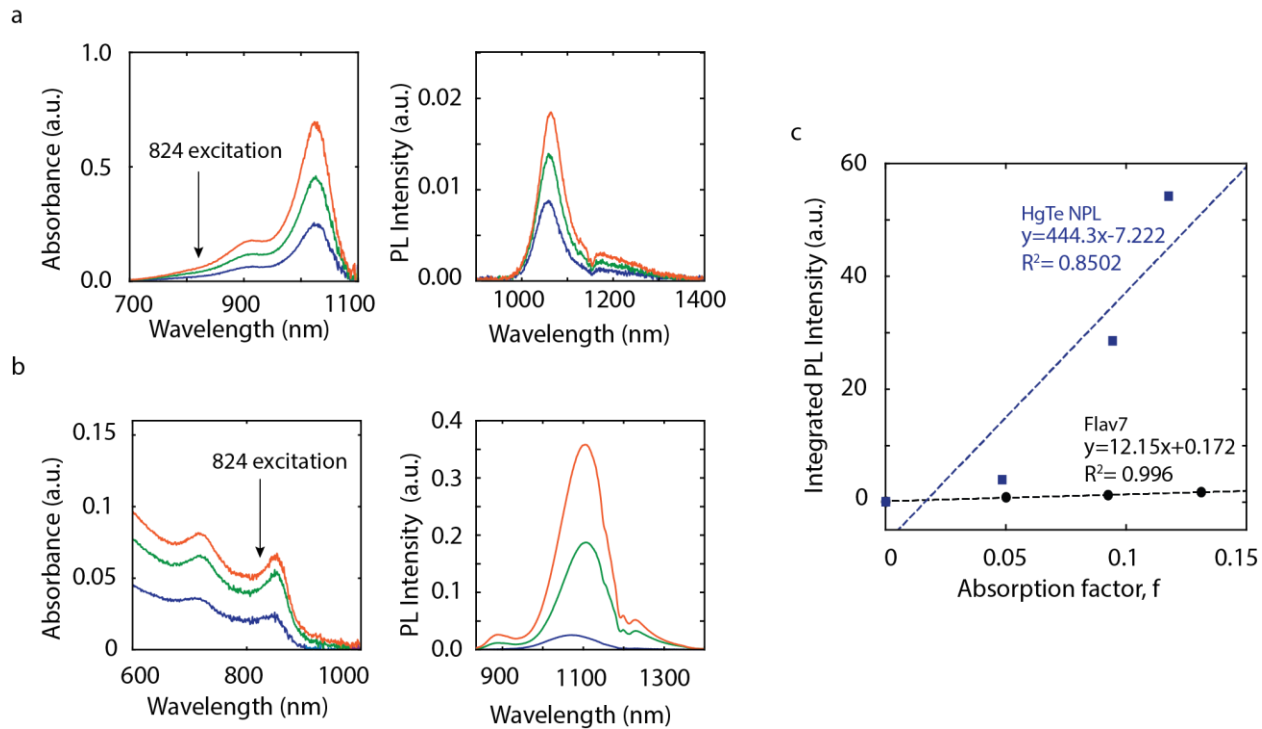 a
1.0
0.5
0.0
700
900
1100
Absorbance (a.u.)
Wavelength (nm)
824 excitation
0.02
0.01
0.00
1000
1200
1400
PL Intensity (a.u.)
Wavelength (nm)
b
0.15
0.1
0.05
0
600
800
1000
Absorbance (a.u.)
Wavelength (nm)
824 excitation
0.4
0.3
0.2
0.1
0.0
900
1100
1300
PL Intensity (a.u.)
Wavelength (nm)
c
60
40
20
0
0
0.05
0.1
0.15
Integrated PL Intensity (a.u.)
Absorption factor, f
HgTe NPL
y=444.3x-7.222
R²= 0.8502
Flav7
y=12.15x+0.172
R²= 0.996